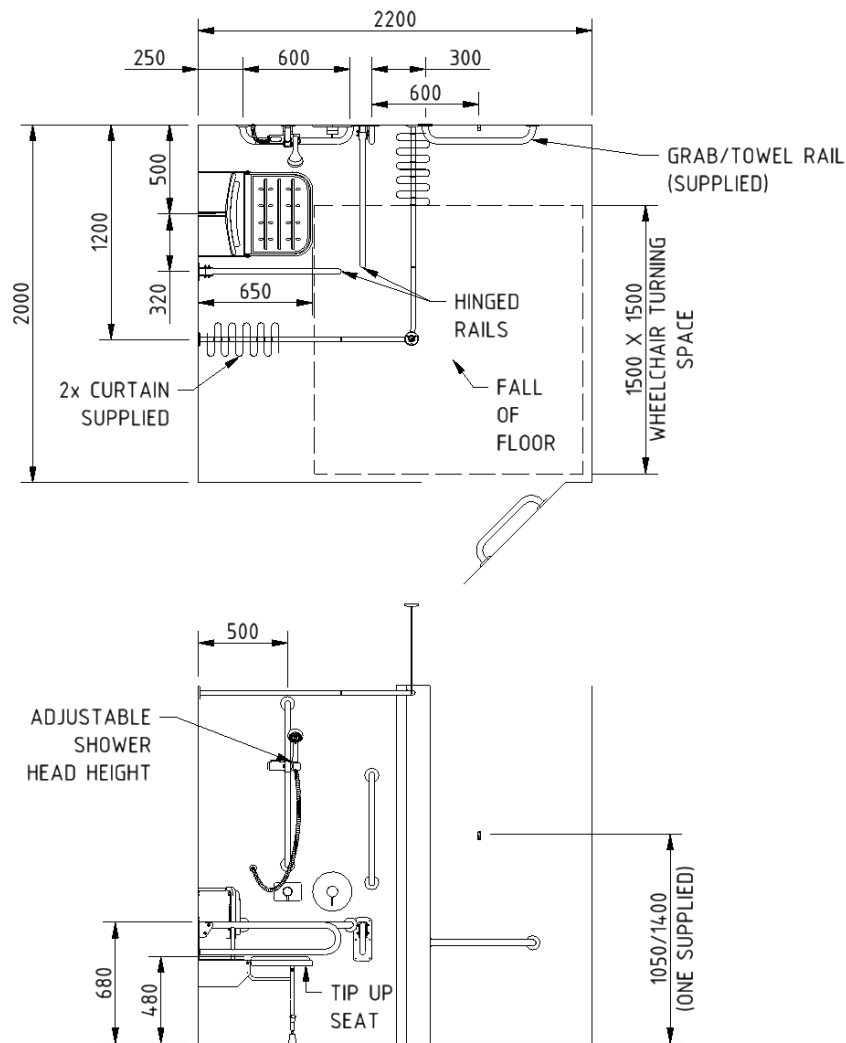 2200
250
600
300
600
GRAB/TOWEL RAIL
(SUPPLIED)
500
1200
2000
320
650
HINGED
RAILS
1500 X 1500
WHEELCHAIR TURNING
SPACE
2x CURTAIN
SUPPLIED
FALL
OF
FLOOR
500
ADJUSTABLE
SHOWER
HEAD HEIGHT
680
480
TIP UP
SEAT
1050/1400
(ONE SUPPLIED)